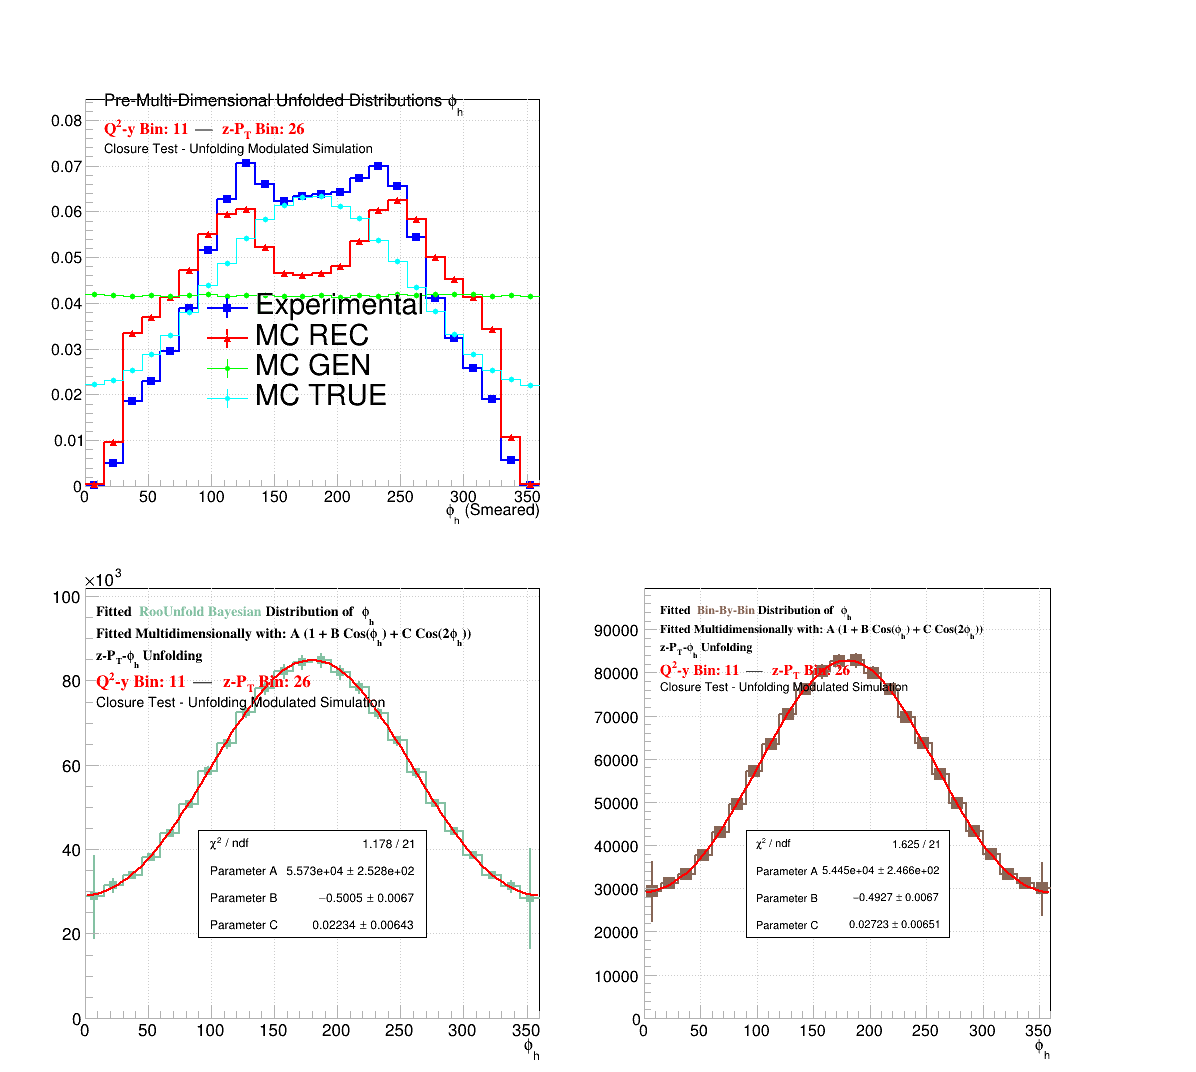 Pre-Multi-Dimensional Unfolded Distributions ϕh
Q²-y Bin: 11 — z-PT Bin: 26
Closure Test - Unfolding Modulated Simulation
0.08
0.07
0.06
0.05
0.04
0.03
0.02
0.01
0
Experimental
MC REC
MC GEN
MC TRUE
0 50 100 150 200 250 300 350
ϕh (Smeared)
×10³
Fitted RooUnfold Bayesian Distribution of ϕh
Fitted Multidimensionally with: A (1 + B Cos(ϕh) + C Cos(2ϕh))
z-PT-ϕh Unfolding
Q²-y Bin: 11 — z-PT Bin: 26
Closure Test - Unfolding Modulated Simulation
100
80
60
40
20
0
χ² / ndf 1.178 / 21
Parameter A 5.573e+04 ± 2.528e+02
Parameter B −0.5005 ± 0.0067
Parameter C 0.02234 ± 0.00643
0 50 100 150 200 250 300 350
ϕh
Fitted Bin-By-Bin Distribution of ϕh
Fitted Multidimensionally with: A (1 + B Cos(ϕh) + C Cos(2ϕh))
z-PT-ϕh Unfolding
Q²-y Bin: 11 — z-PT Bin: 26
Closure Test - Unfolding Modulated Simulation
90000
80000
70000
60000
50000
40000
30000
20000
10000
0
χ² / ndf 1.625 / 21
Parameter A 5.445e+04 ± 2.466e+02
Parameter B −0.4927 ± 0.0067
Parameter C 0.02723 ± 0.00651
0 50 100 150 200 250 300 350
ϕh